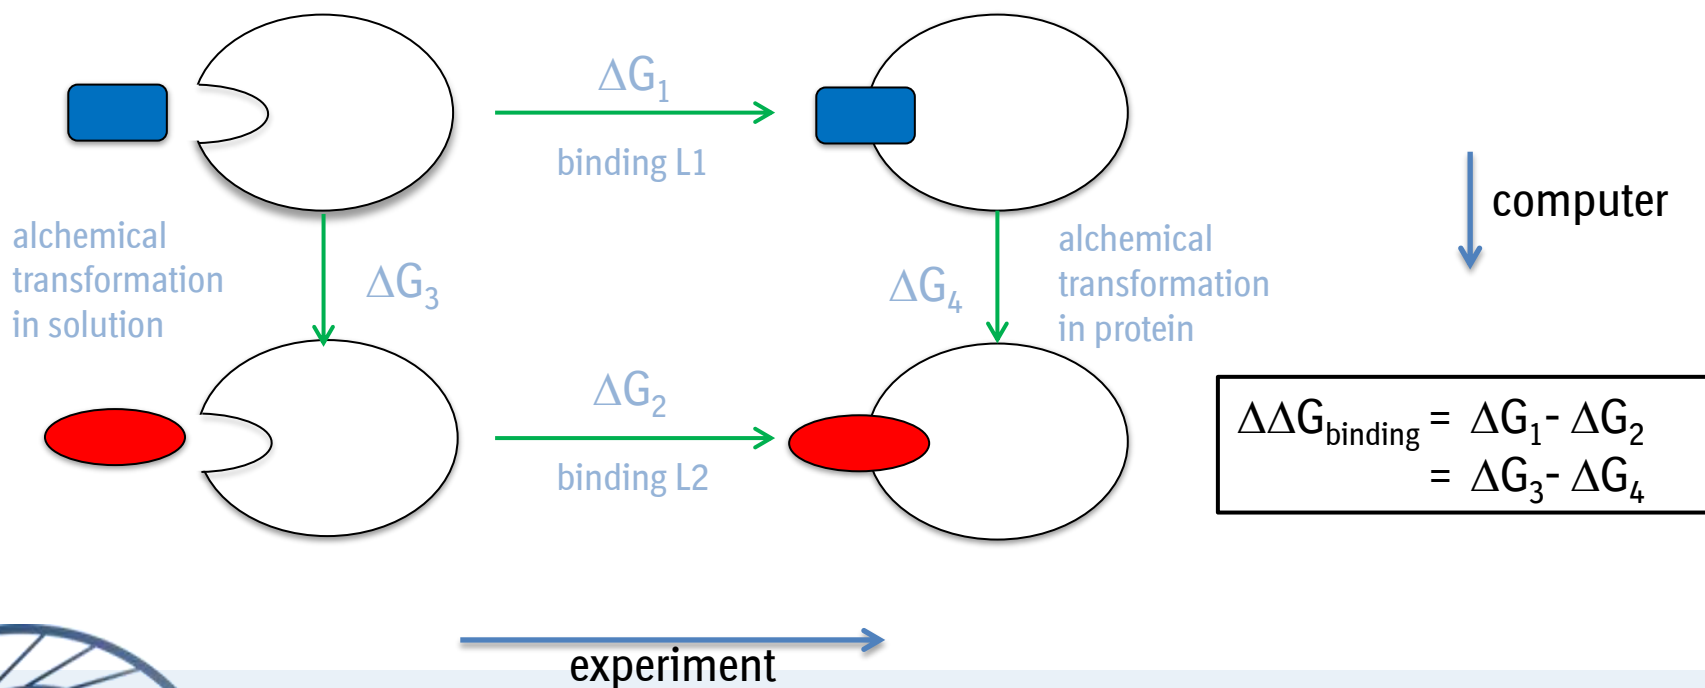 ΔG₁
binding L1
computer
alchemical
transformation
in solution
ΔG₃
ΔG₄
alchemical
transformation
in protein
ΔG₂
binding L2
ΔΔG_binding = ΔG₁- ΔG₂
= ΔG₃- ΔG₄
experiment